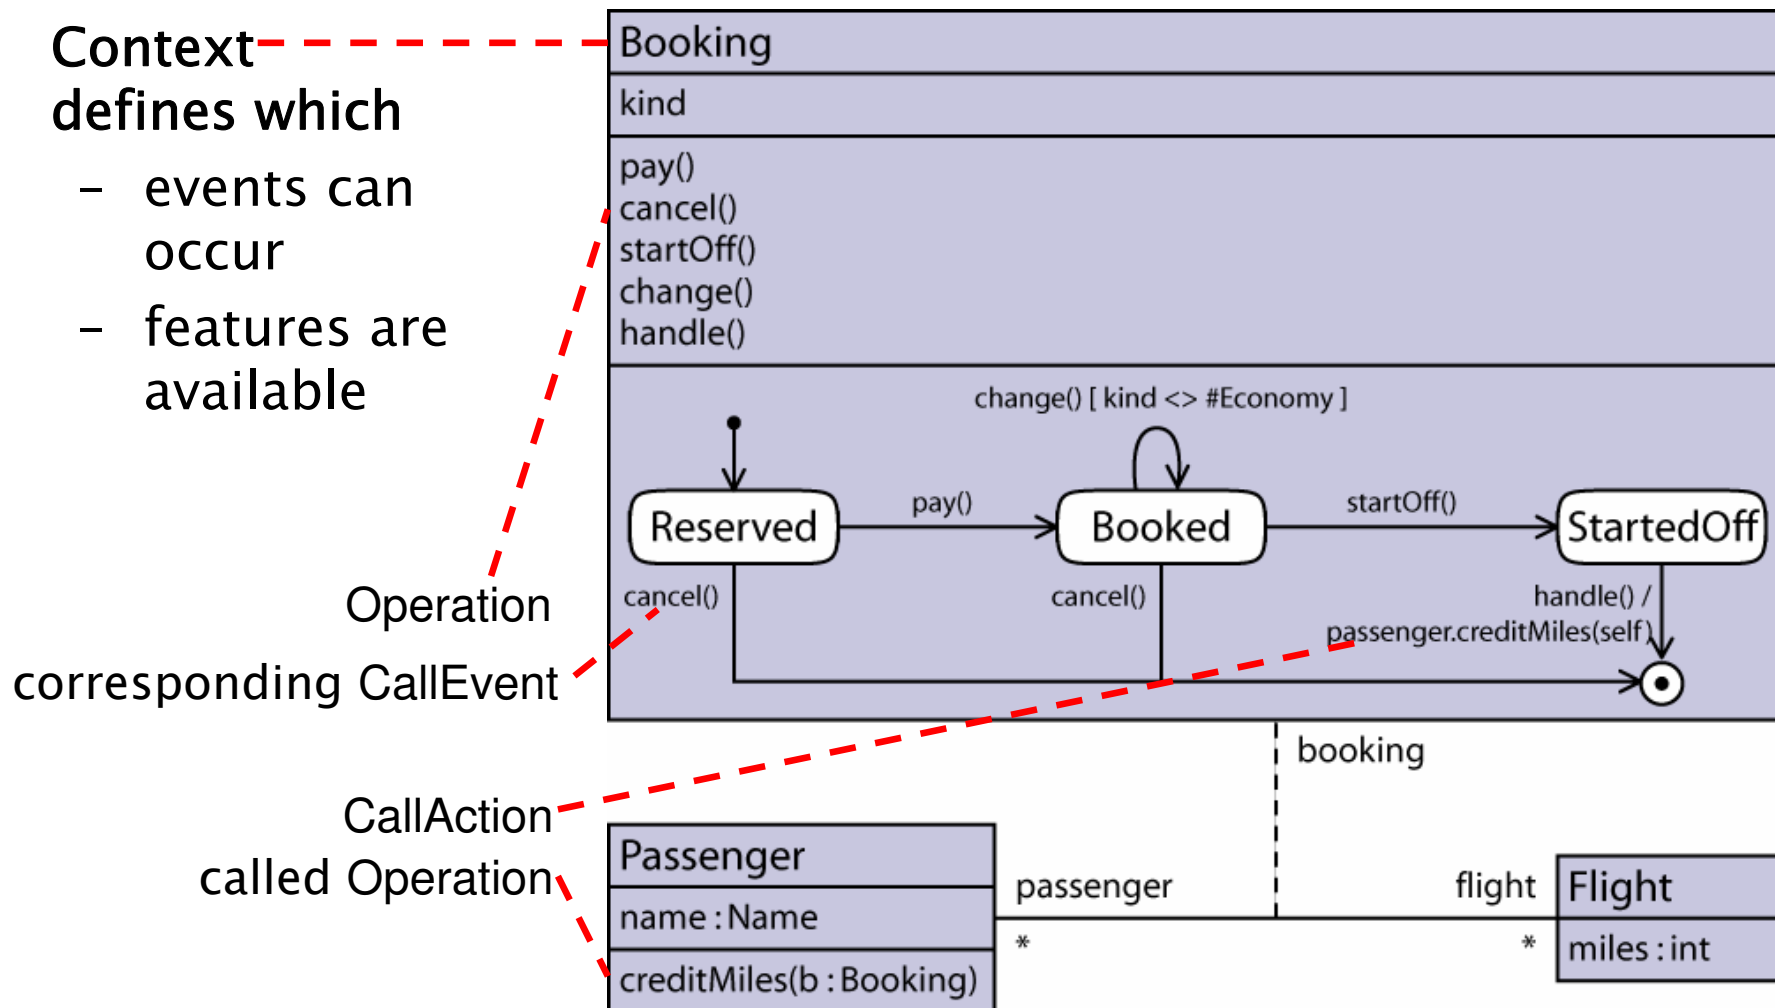 Context
defines which
– events can
occur
– features are
available
Operation
corresponding CallEvent
CallAction
called Operation
Booking
kind
pay()
cancel()
startOff()
change()
handle()
change() [ kind <> #Economy ]
Reserved
pay()
Booked
startOff()
StartedOff
cancel()
cancel()
handle() /
passenger.creditMiles(self)
booking
Passenger
name : Name
creditMiles(b : Booking)
passenger
*
flight
*
Flight
miles : int